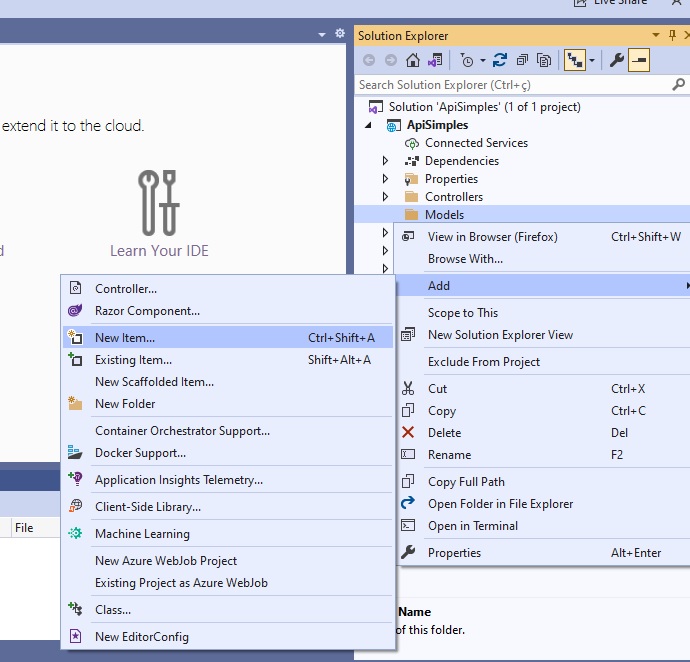 Live Share
Solution Explorer
Search Solution Explorer (Ctrl+ç)
Solution 'ApiSimples' (1 of 1 project)
ApiSimples
Connected Services
Dependencies
Properties
Controllers
Models
extend it to the cloud.
Learn Your IDE
View in Browser (Firefox) Ctrl+Shift+W
Browse With...
Add
Scope to This
New Solution Explorer View
Exclude From Project
Cut Ctrl+X
Copy Ctrl+C
Delete Del
Rename F2
Copy Full Path
Open Folder in File Explorer
Open in Terminal
Properties Alt+Enter
Controller...
Razor Component...
New Item... Ctrl+Shift+A
Existing Item... Shift+Alt+A
New Scaffolded Item...
New Folder
Container Orchestrator Support...
Docker Support...
Application Insights Telemetry...
Client-Side Library...
Machine Learning
New Azure WebJob Project
Existing Project as Azure WebJob
Class...
New EditorConfig
File
Name
of this folder.